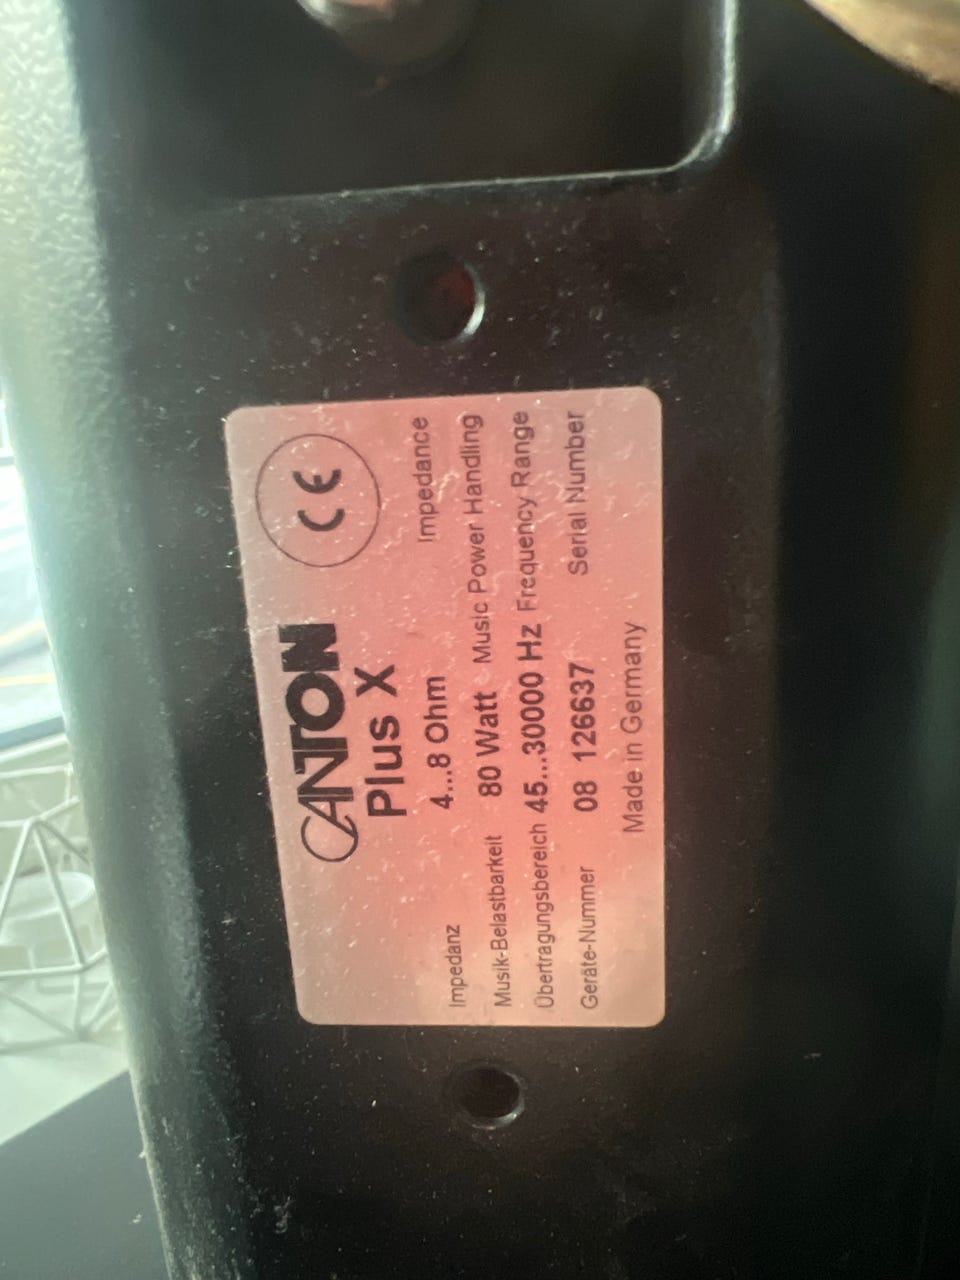 CANTON CE
Plus X
Impedanz 4...8 Ohm Impedance
Musik-Belastbarkeit 80 Watt Music Power Handling
Übertragungsbereich 45...30000 Hz Frequency Range
Geräte-Nummer 08 126637 Serial Number
Made in Germany